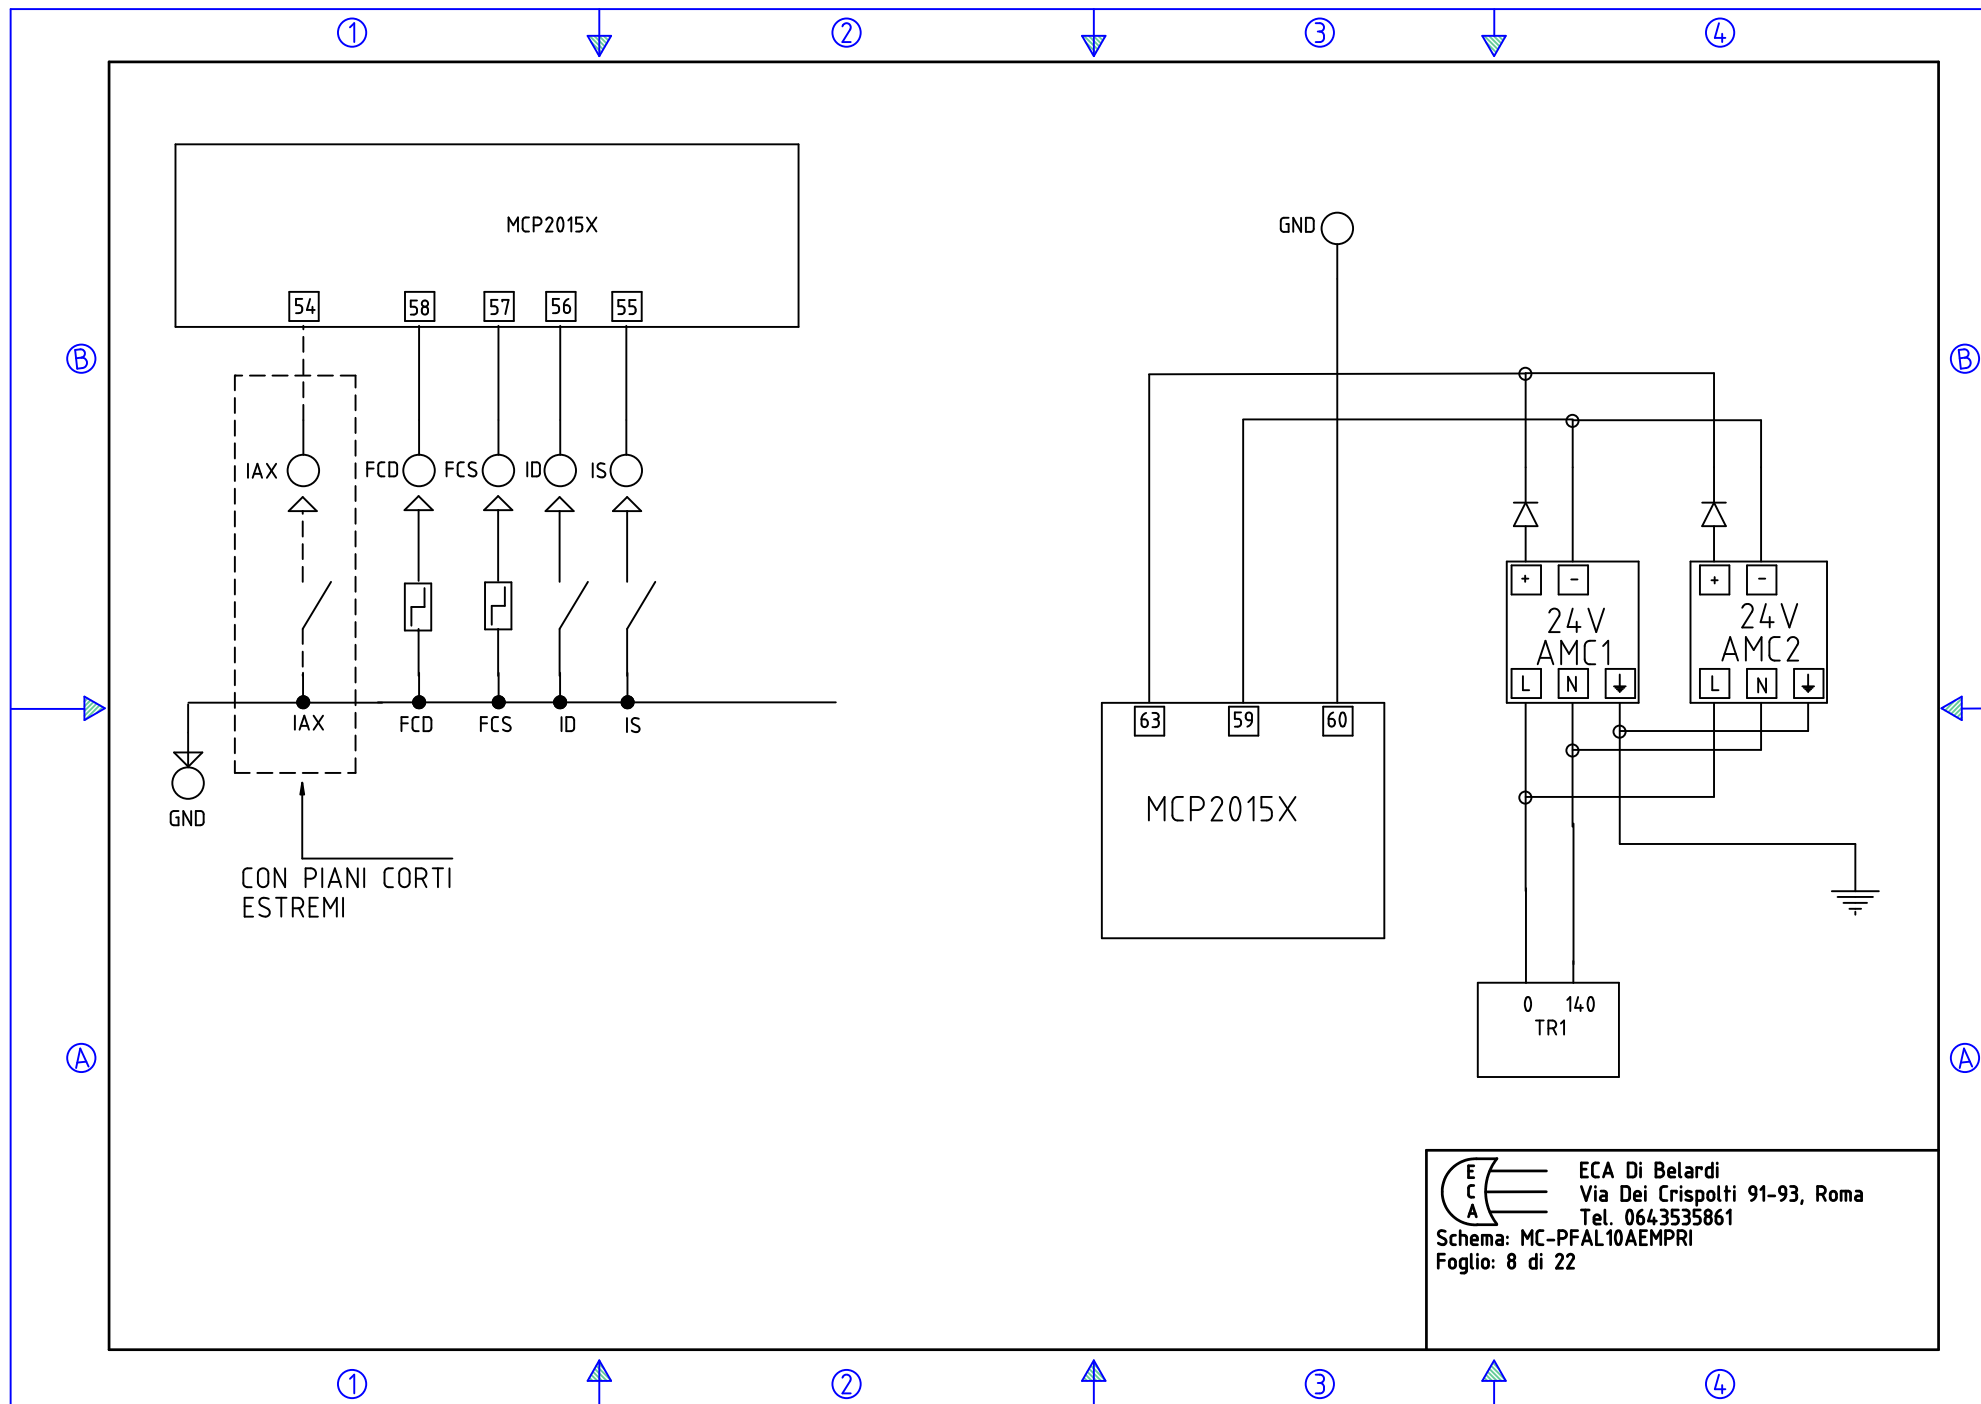 1 2 3 4
MCP2015X
54 58 57 56 55
GND
B B
IAX FCD FCS ID IS
63 59 60
MCP2015X
+ -
24V
AMC1
L N
+ -
24V
AMC2
L N
IAX FCD FCS ID IS
GND
CON PIANI CORTI
ESTREMI
0 140
TR1
A A
E
C
A
ECA Di Belardi
Via Dei Crispolti 91-93, Roma
Tel. 0643535861
Schema: MC-PFAL10AEMPRI
Foglio: 8 di 22
1 2 3 4